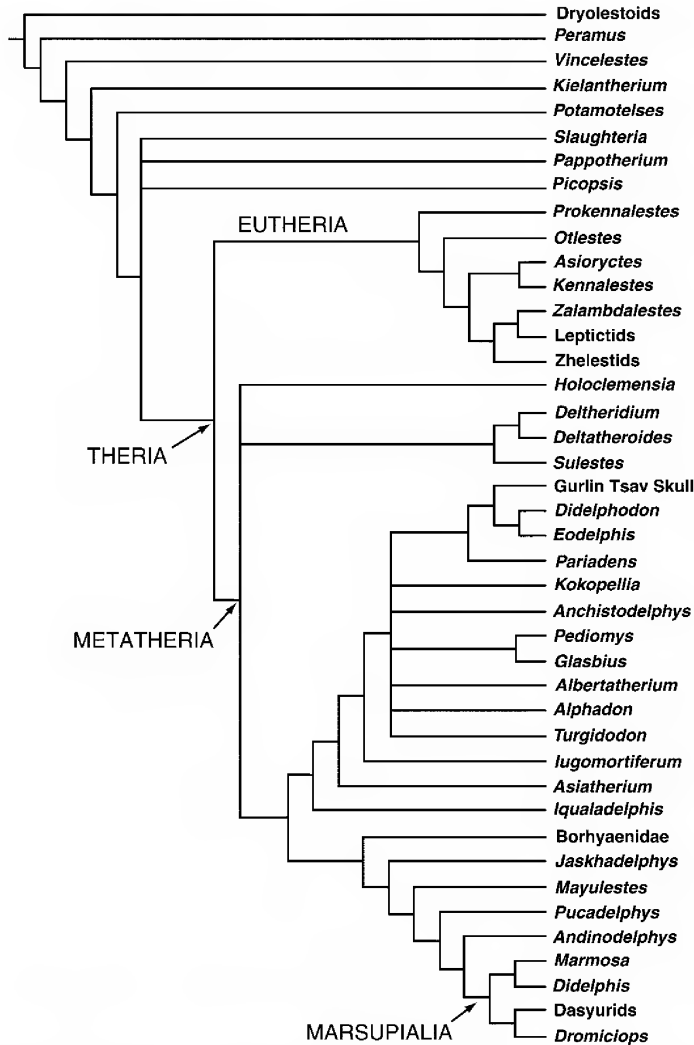 Dryolestoids
Peramus
Vincelestes
Kielantherium
Potamotelses
Slaughteria
Pappotherium
Picopsis
Prokennalestes
EUTHERIA
Otlestes
Asioryctes
Kennalestes
Zalambdalestes
Leptictids
Zhelestids
Holoclemensia
Deltheridium
Deltatheroides
THERIA
Sulestes
Gurlin Tsav Skull
Didelphodon
Eodelphis
Pariadens
Kokopellia
Anchistodelphys
METATHERIA
Pediomys
Glasbius
Albertatherium
Alphadon
Turgidodon
Iugomortiferum
Asiatherium
Iqualadelphis
Borhyaenidae
Jaskhadelphys
Mayulestes
Pucadelphys
Andinodelphys
Marmosa
Didelphis
Dasyurids
MARSUPIALIA
Dromiciops